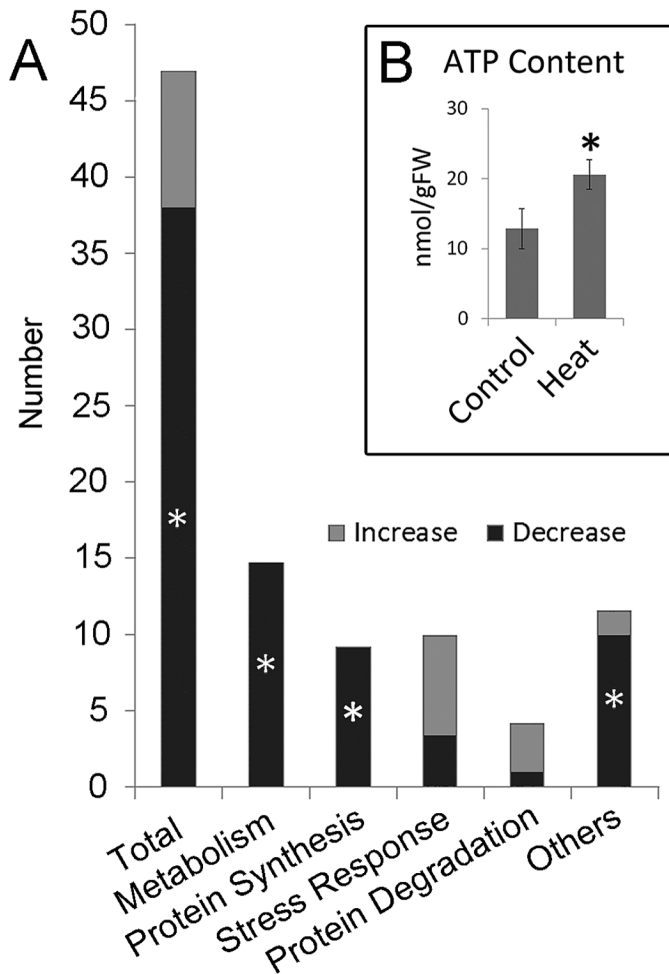 A
50
45
40
35
30
25
20
15
10
5
0
Number
*
*
*
*
Total
Metabolism
Protein Synthesis
Stress Response
Protein Degradation
Others
Increase
Decrease
B
ATP Content
30
20
10
0
nmol/gFW
*
Control
Heat